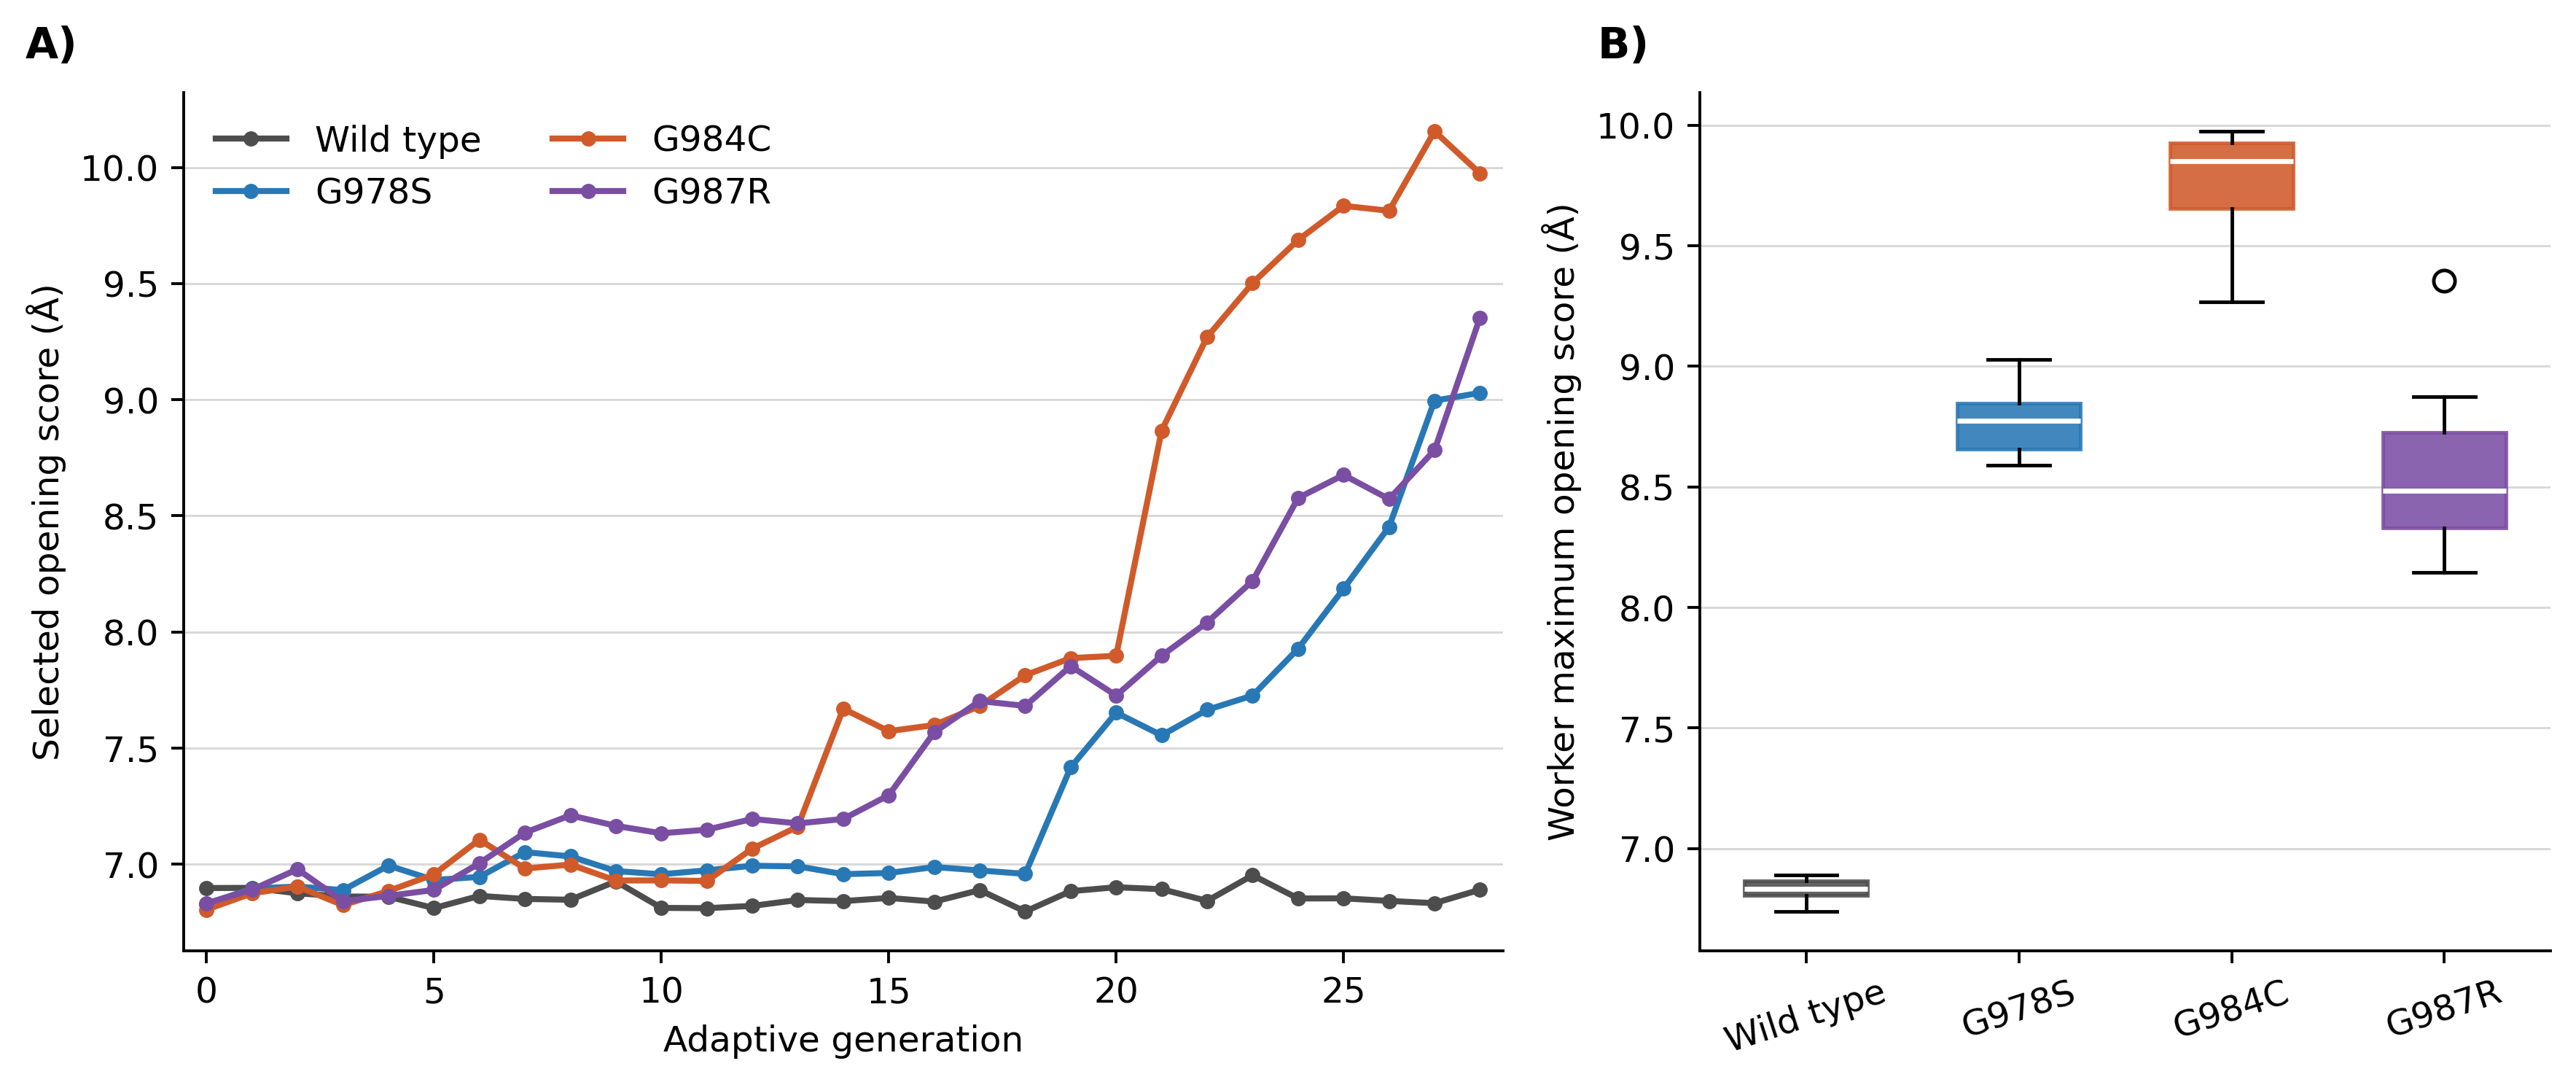 A)
Wild type
G978S
G984C
G987R
Selected opening score (Å)
10.0
9.5
9.0
8.5
8.0
7.5
7.0
0 5 10 15 20 25
Adaptive generation
B)
Worker maximum opening score (Å)
10.0
9.5
9.0
8.5
8.0
7.5
7.0
Wild type G978S G984C G987R